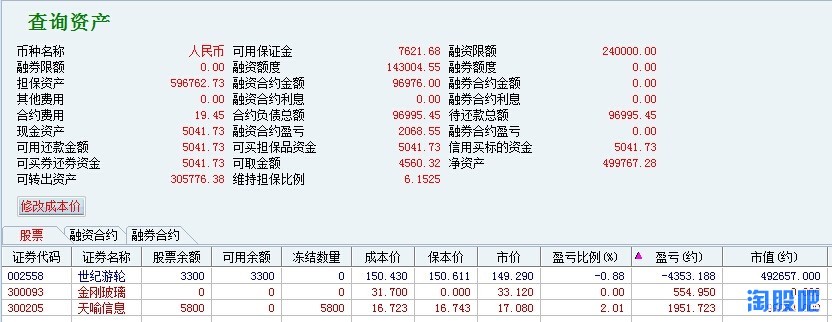 查询资产
币种名称 人民币 可用保证金 7621.68 融资限额 240000.00
融券限额 0.00 融资额度 143004.55 融券额度 0.00
担保资产 596762.73 融资合约金额 96976.00 融券合约金额 0.00
其他费用 0.00 融资合约利息 0.00 融券合约利息 0.00
合约费用 19.45 合约负债总额 96995.45 待还款总额 96995.45
现金资产 5041.73 融资合约盈亏 2068.55 融券合约盈亏 0.00
可用还款金额 5041.73 可买担保品资金 5041.73 信用买标的资金 5041.73
可买券还券资金 5041.73 可取金额 4560.32 净资产 499767.28
可转出资产 305776.38 维持担保比例 6.1525
修改成本价
股票 融资合约 融券合约
证券代码 证券名称 股票余额 可用余额 冻结数量 成本价 保本价 市价 盈亏比例(%) 盈亏(约) 市值(约)
002558 世纪游轮 3300 3300 0 150.430 150.611 149.290 -0.88 -4353.188 492657.000
300093 金刚玻璃 0 0 0 31.700 0.000 33.120 0.00 554.950
300205 天喻信息 5800 5800 16.723 16.743 17.080 2.01 1951.723
淘股吧